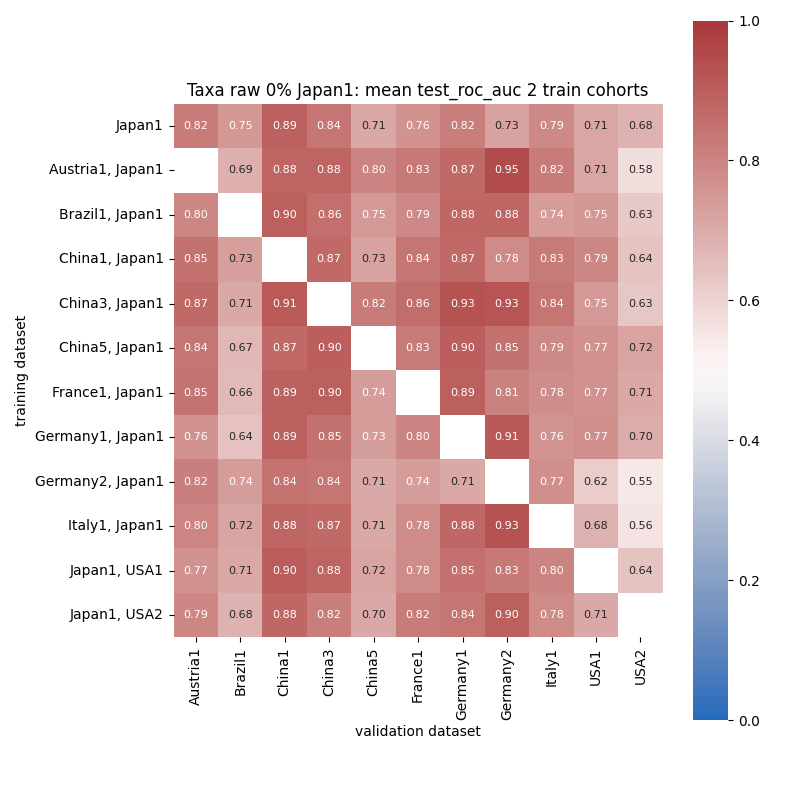 Taxa raw 0% Japan1: mean test_roc_auc 2 train cohorts
training dataset
Japan1 0.82 0.75 0.89 0.84 0.71 0.76 0.82 0.73 0.79 0.71 0.68
Austria1, Japan1 0.69 0.88 0.88 0.80 0.83 0.87 0.95 0.82 0.71 0.58
Brazil1, Japan1 0.80 0.90 0.86 0.75 0.79 0.88 0.88 0.74 0.75 0.63
China1, Japan1 0.85 0.73 0.87 0.73 0.84 0.87 0.78 0.83 0.79 0.64
China3, Japan1 0.87 0.71 0.91 0.82 0.86 0.93 0.93 0.84 0.75 0.63
China5, Japan1 0.84 0.67 0.87 0.90 0.83 0.90 0.85 0.79 0.77 0.72
France1, Japan1 0.85 0.66 0.89 0.90 0.74 0.89 0.81 0.78 0.77 0.71
Germany1, Japan1 0.76 0.64 0.89 0.85 0.73 0.80 0.91 0.76 0.77 0.70
Germany2, Japan1 0.82 0.74 0.84 0.84 0.71 0.74 0.71 0.77 0.62 0.55
Italy1, Japan1 0.80 0.72 0.88 0.87 0.71 0.78 0.88 0.93 0.68 0.56
Japan1, USA1 0.77 0.71 0.90 0.88 0.72 0.78 0.85 0.83 0.80 0.64
Japan1, USA2 0.79 0.68 0.88 0.82 0.70 0.82 0.84 0.90 0.78 0.71
Austria1 Brazil1 China1 China3 China5 France1 Germany1 Germany2 Italy1 USA1 USA2
validation dataset
1.0
0.8
0.6
0.4
0.2
0.0